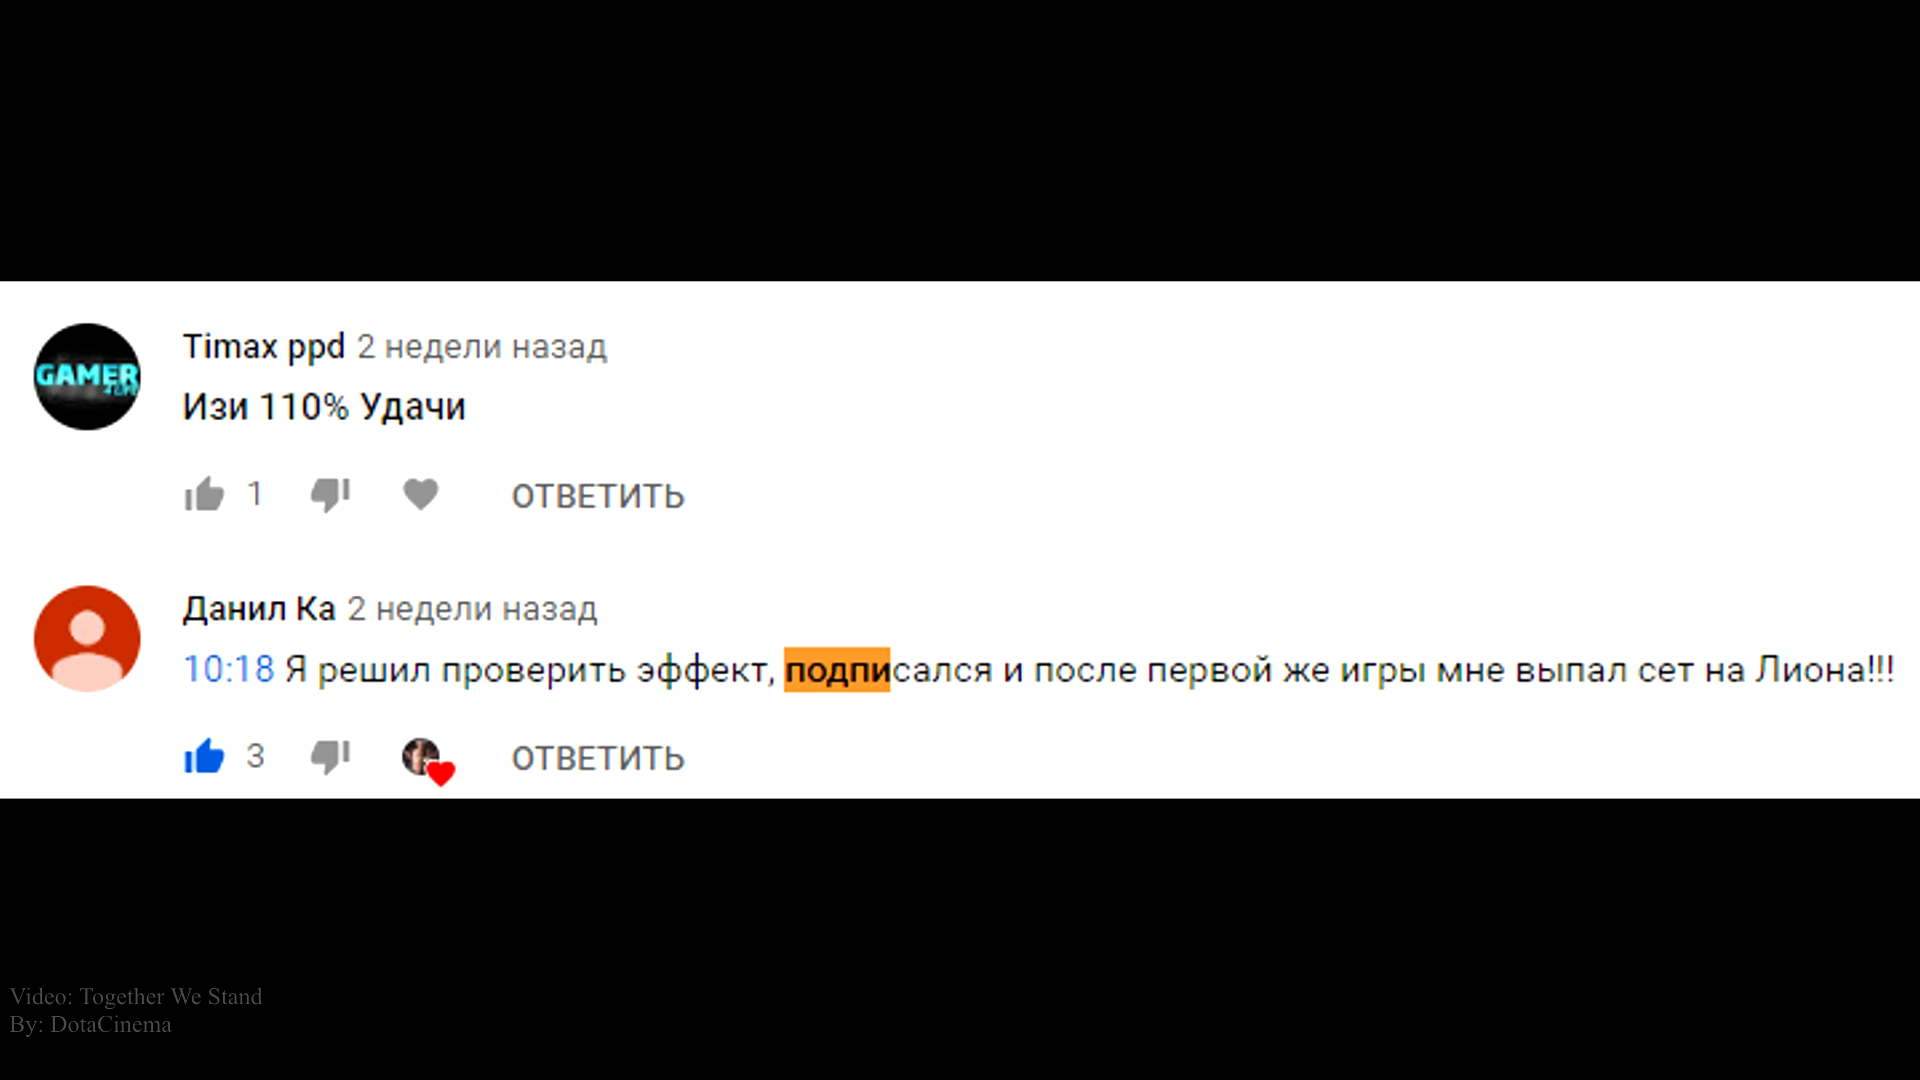 GAMER
Timax ppd 2 недели назад
Изи 110% Удачи
1 ОТВЕТИТЬ
Данил Ка 2 недели назад
10:18 Я решил проверить эффект, подписался и после первой же игры мне выпал сет на Лиона!!!
3 ОТВЕТИТЬ
Video: Together We Stand
By: DotaCinema